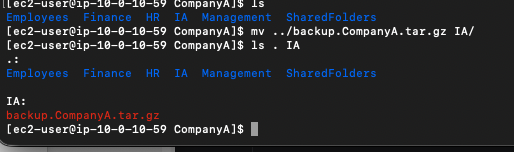 [ec2-user@ip-10-0-10-59 CompanyA]$ ls
Employees  Finance  HR  IA  Management  SharedFolders
[ec2-user@ip-10-0-10-59 CompanyA]$ mv ../backup.CompanyA.tar.gz IA/
[ec2-user@ip-10-0-10-59 CompanyA]$ ls . IA
.:
Employees  Finance  HR  IA  Management  SharedFolders
IA:
backup.CompanyA.tar.gz
[ec2-user@ip-10-0-10-59 CompanyA]$